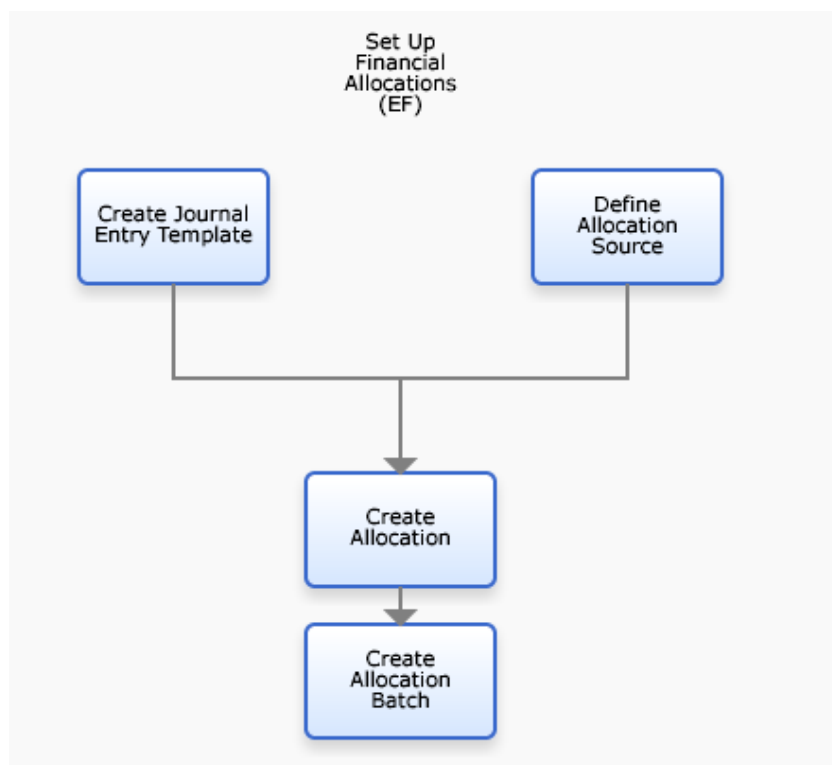 Set Up
Financial
Allocations
(EF)
Create Journal
Entry Template
Define
Allocation
Source
Create
Allocation
Create
Allocation
Batch